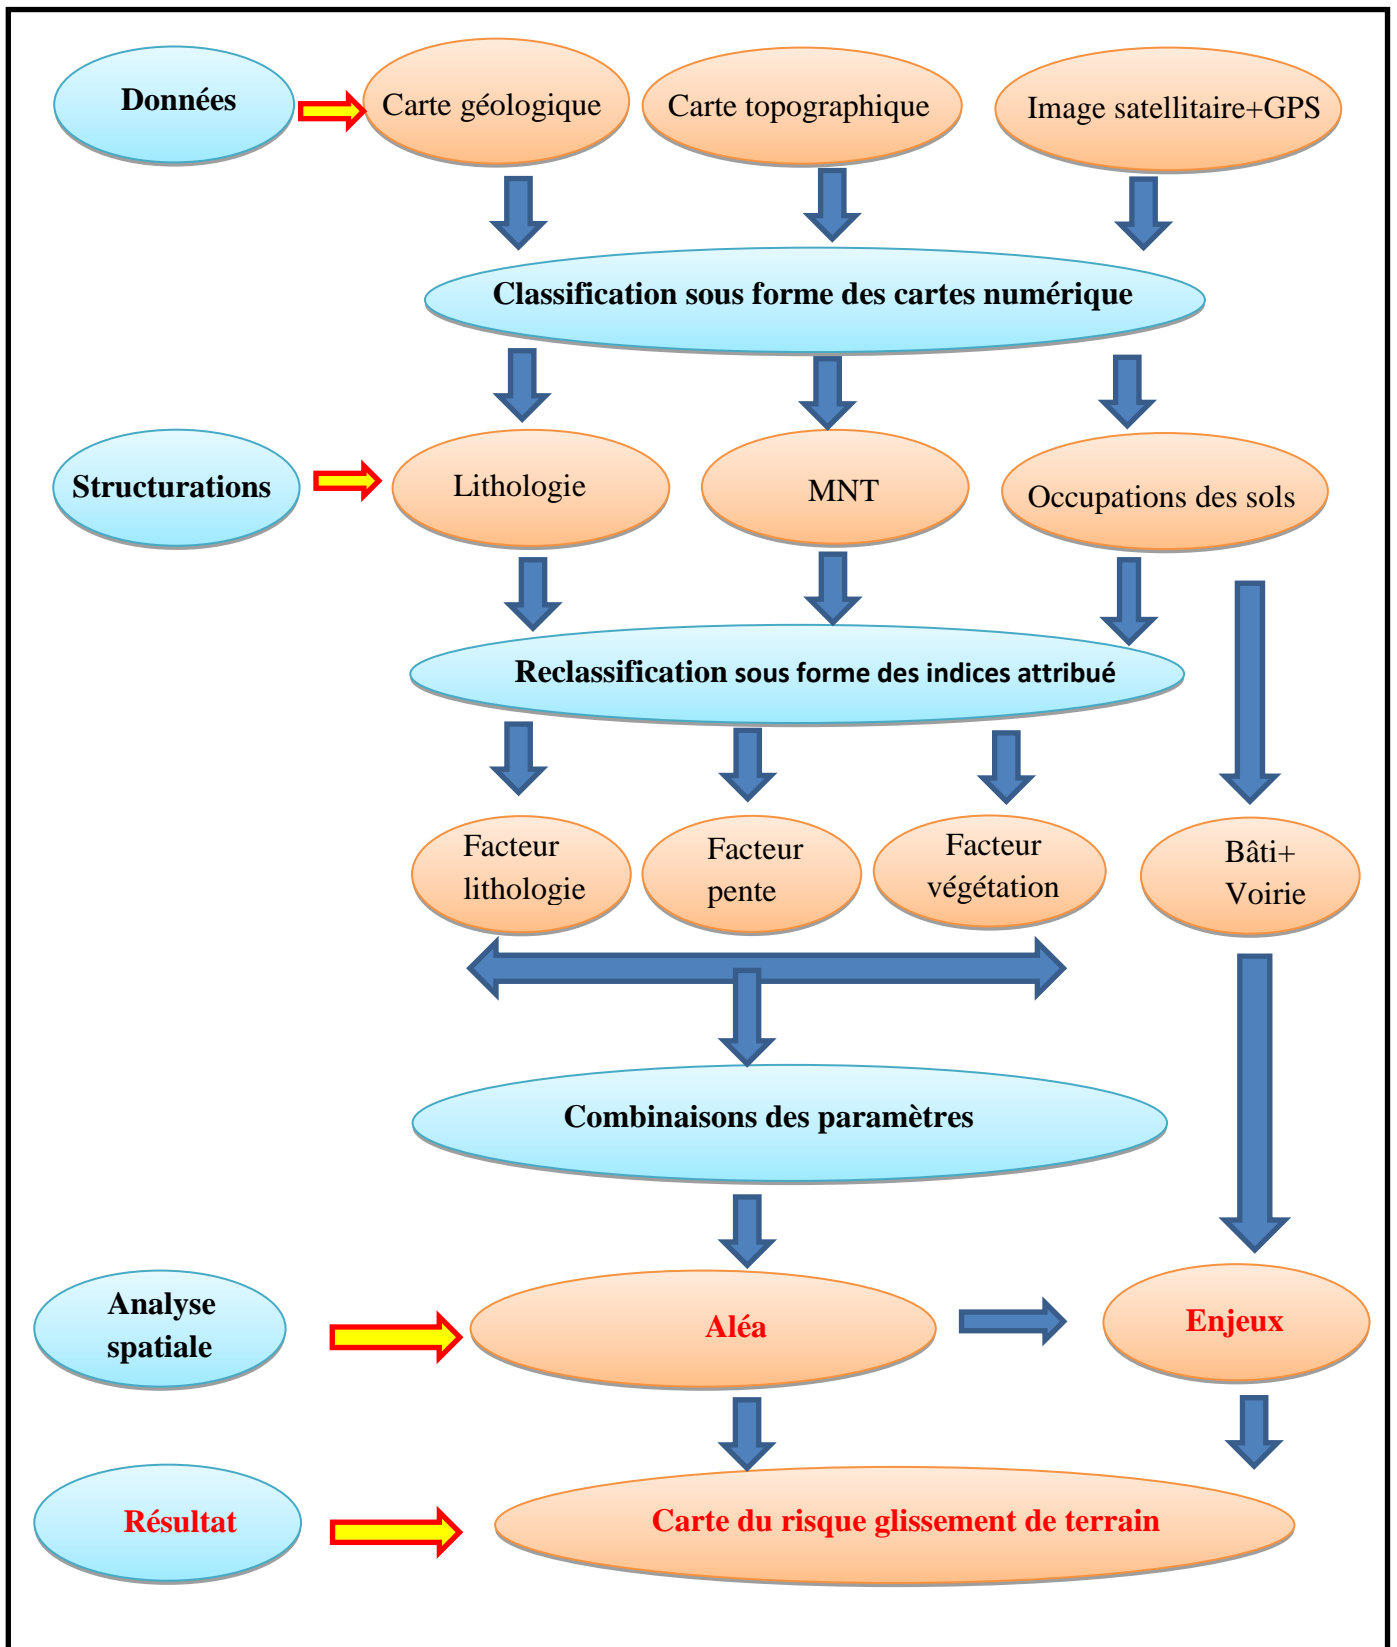 Données
Carte géologique
Carte topographique
Image satellitaire+GPS
Classification sous forme des cartes numérique
Structurations
Lithologie
MNT
Occupations des sols
Reclassification sous forme des indices attribué
Facteur
lithologie
Facteur
pente
Facteur
végétation
Bâti+
Voirie
Combinaisons des paramètres
Analyse
spatiale
Aléa
Enjeux
Résultat
Carte du risque glissement de terrain